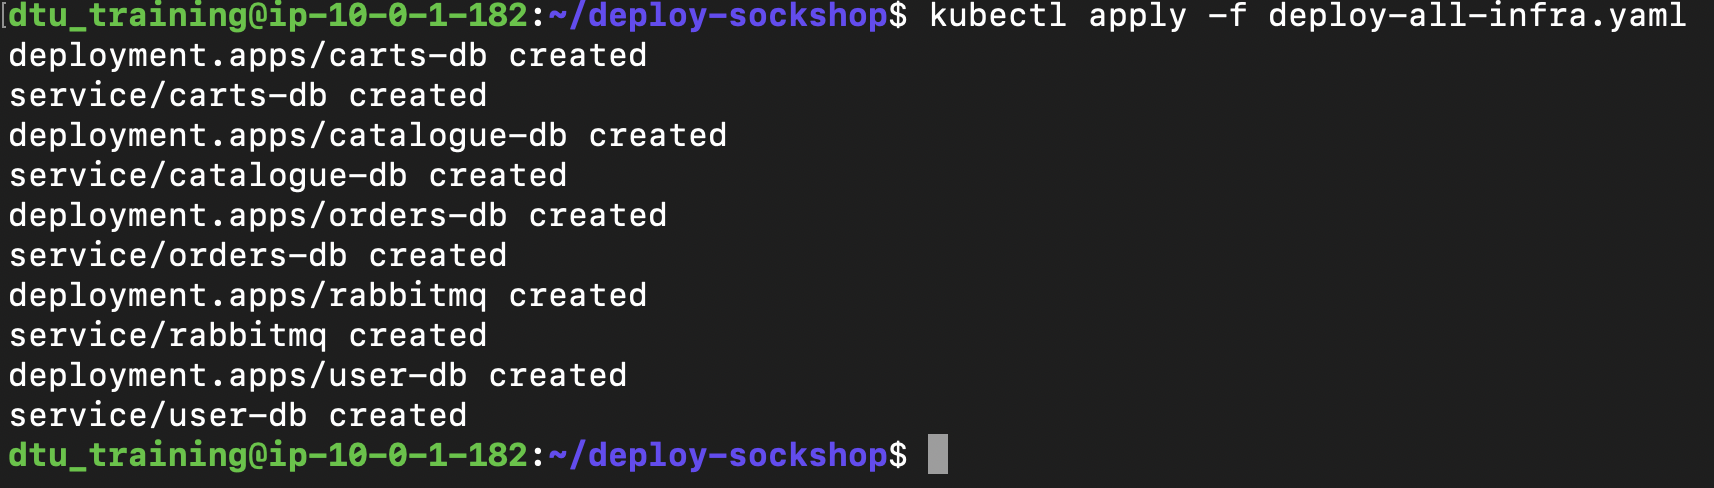 dtu_training@ip-10-0-1-182:~/deploy-sockshop$ kubectl apply -f deploy-all-infra.yaml
deployment.apps/carts-db created
service/carts-db created
deployment.apps/catalogue-db created
service/catalogue-db created
deployment.apps/orders-db created
service/orders-db created
deployment.apps/rabbitmq created
service/rabbitmq created
deployment.apps/user-db created
service/user-db created
dtu_training@ip-10-0-1-182:~/deploy-sockshop$